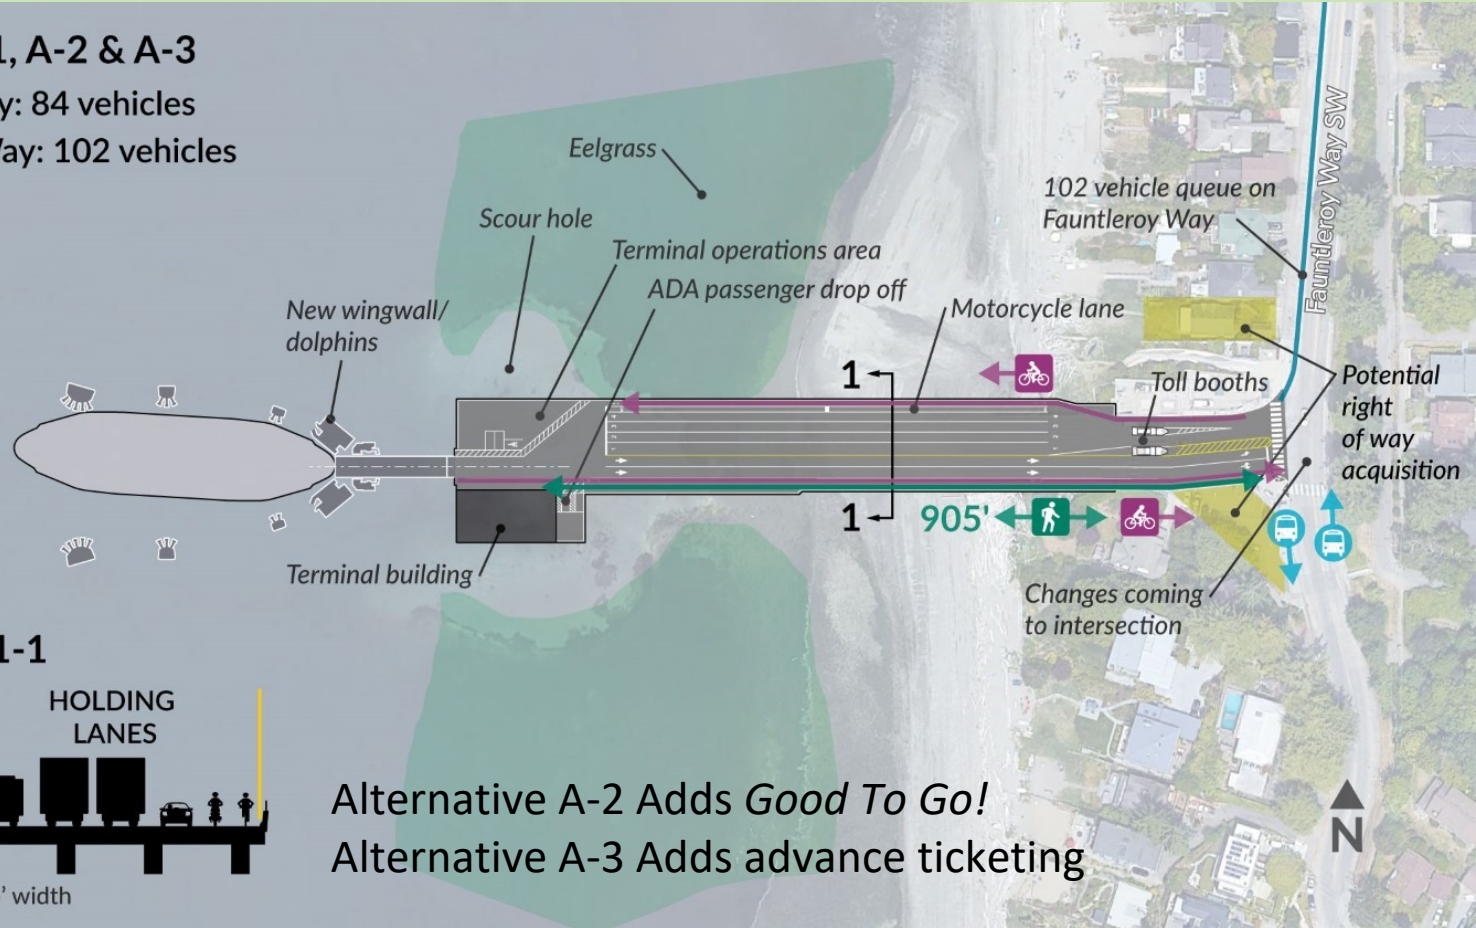 1, A-2 & A-3
y: 84 vehicles
Vay: 102 vehicles
Eelgrass
Scour hole
Terminal operations area
ADA passenger drop off
New wingwall/
dolphins
Motorcycle lane
102 vehicle queue on
Fauntleroy Way
Fauntleroy Way SW
Toll booths
Potential
right
of way
acquisition
1
1
905'
Terminal building
Changes coming
to intersection
1-1
HOLDING
LANES
' width
Alternative A-2 Adds Good To Go!
Alternative A-3 Adds advance ticketing
N